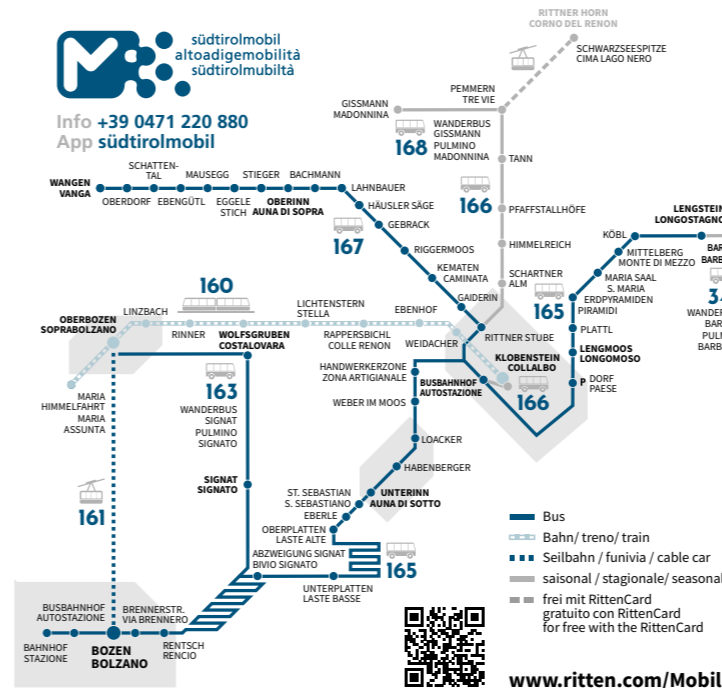 südtirolmobil
altoadigemobilità
südtirolmubiltà
Info +39 0471 220 880
App südtirolmobil
RITTNER HORN
CORNO DEL RENON
SCHWARZSEESPITZE
CIMA LAGO NERO
PEMMERN
TRE VIE
GISSMANN
MADONNINA
168
WANDERBUS
GISSMANN
PULMINO
MADONNINA
TANN
166
PFAFFSTALLHÖFE
HIMMELREICH
SCHARTNER
ALM
WANGEN
VANGA
OBERDORF
SCHATTEN-
TAL
EBENGÜTL
MAUSEGG
EGGELE
STICH
STIEGER
OBERINN
AUNA DI SOPRA
BACHMANN
LAHNBAUER
HÄUSLER SÄGE
GEBRACK
167
RIGGERMOOS
KEMATEN
CAMINATA
GAIDERIN
RITTNER STUBE
LENGSTEIN
LONGOSTAGNO
KÖBL
MITTELBERG
MONTE DI MEZZO
MARIA SAAL
S. MARIA
ERDPYRAMIDEN
PIRAMIDI
165
PLATTL
LENGMOOS
LONGOMOSO
P DORF
PAESE
BAR
BARB
34
WANDER
BAR
PUL
BARB
160
OBERBOZEN
SOPRABOLZANO
LINZBACH
RINNER
WOLFSGRUBEN
COSTALOVARA
LICHTENSTERN
STELLA
RAPPERSBICHL
COLLE RENON
EBENHOF
WEIDACHER
KLOBENSTEIN
COLLALBO
166
BUSBAHNHOF
AUTOSTAZIONE
HANDWERKERZONE
ZONA ARTIGIANALE
WEBER IM MOOS
LOACKER
HABENBERGER
UNTERINN
AUNA DI SOTTO
ST. SEBASTIAN
S. SEBASTIANO
EBERLE
OBERPLATTEN
LASTE ALTE
165
UNTERPLATTEN
LASTE BASSE
ABZWEIGUNG SIGNAT
BIVIO SIGNATO
MARIA
HIMMELFAHRT
MARIA
ASSUNTA
163
WANDERBUS
SIGNAT
PULMINO
SIGNATO
SIGNAT
SIGNATO
161
BUSBAHNHOF
AUTOSTAZIONE
BRENNERSTR.
VIA BRENNERO
BAHNHOF
STAZIONE
BOZEN
BOLZANO
RENTSCH
RENCIO
Bus
Bahn/ treno/ train
Seilbahn / funivia / cable car
saisonal / stagionale/ seasonal
frei mit RittenCard
gratuito con RittenCard
for free with the RittenCard
www.ritten.com/Mobil